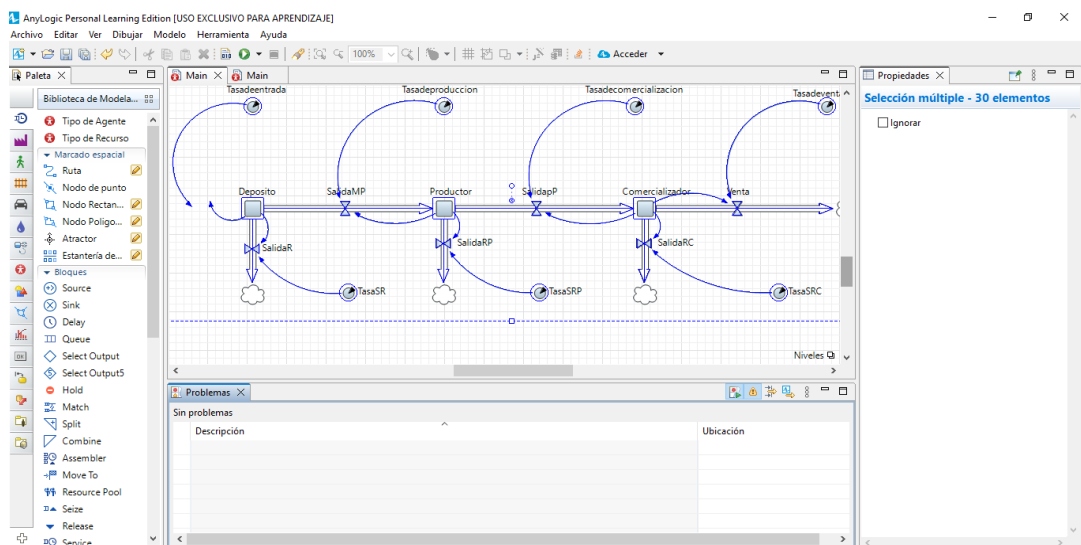 AnyLogic Personal Learning Edition [USO EXCLUSIVO PARA APRENDIZAJE]
Archivo Editar Ver Dibujar Modelo Herramienta Ayuda
100% Acceder
Paleta
Biblioteca de Modela...
Tipo de Agente
Tipo de Recurso
Marcado espacial
Ruta
Nodo de punto
Nodo Rectan...
Nodo Poligo...
Atractor
Estantería de...
Bloques
Source
Sink
Delay
Queue
Select Output
Select Output5
Hold
Match
Split
Combine
Assembler
Move To
Resource Pool
Seize
Release
Service
Main Main
Tasadeentrada Tasadeproduccion Tasadecomercializacion Tasadeventa
Deposito SalidaMP Productor SalidapP Comercializador Venta
SalidaR SalidaRP SalidaRC
TasaSR TasaSRP TasaSRC
Niveles
Problemas
Sin problemas
Descripción Ubicación
Propiedades
Selección múltiple - 30 elementos
Ignorar